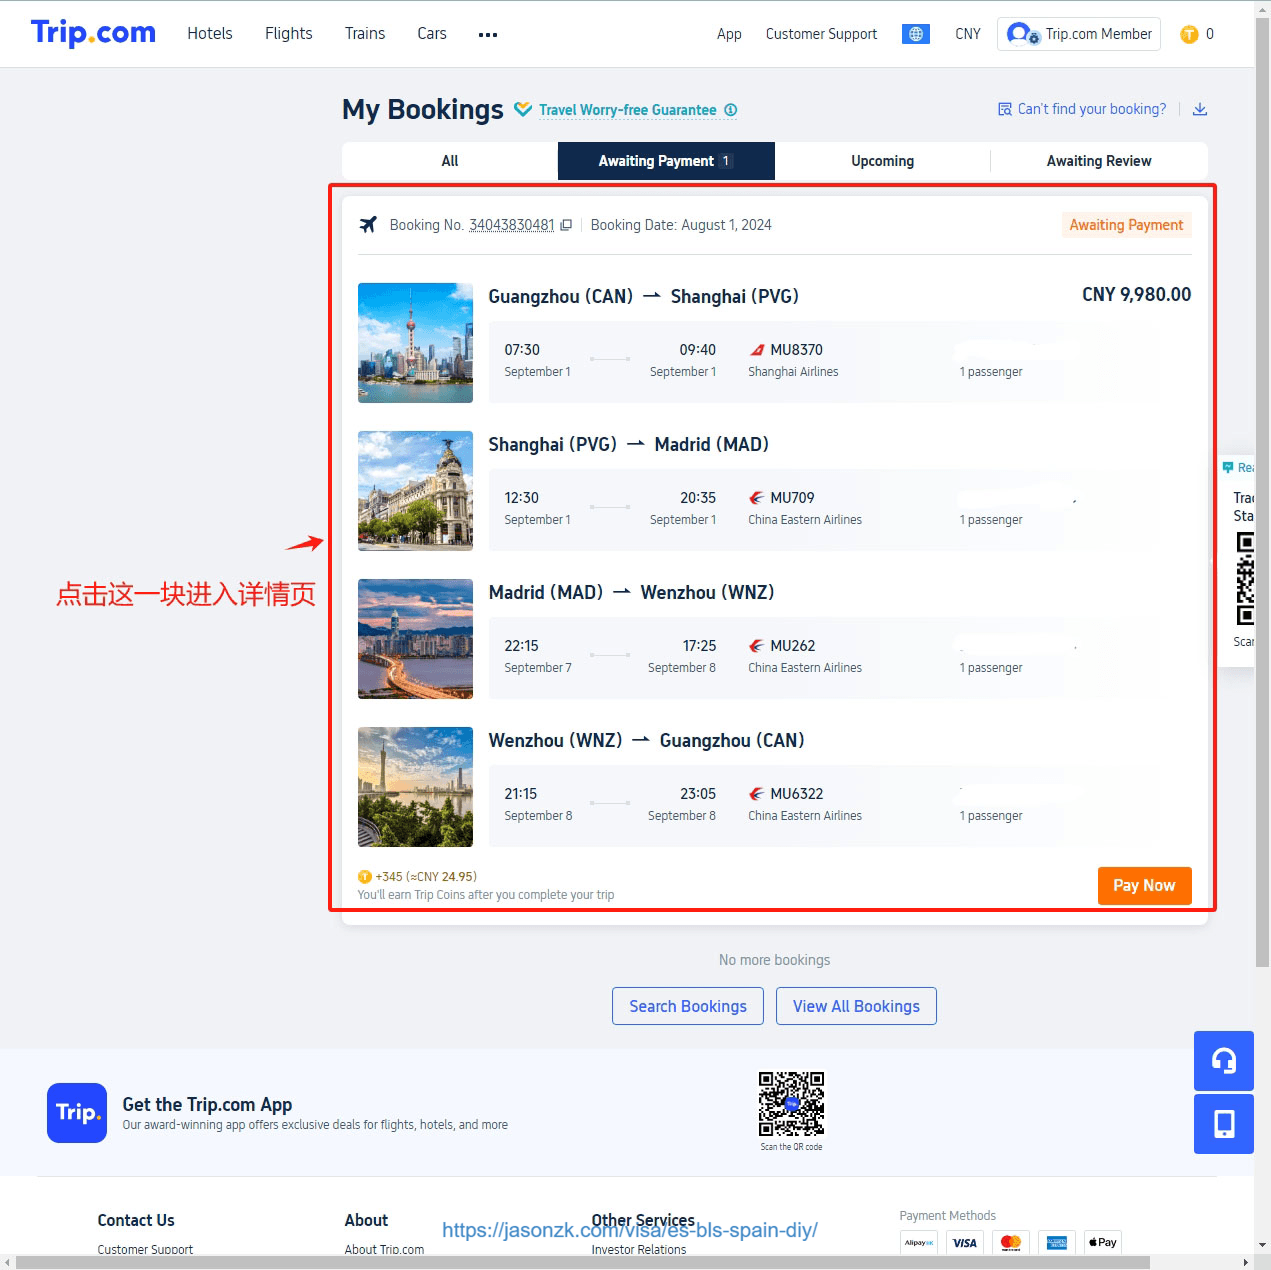 Trip.com
Hotels Flights Trains Cars
App Customer Support CNY Trip.com Member 0
My Bookings Travel Worry-free Guarantee
Can't find your booking?
All Awaiting Payment 1 Upcoming Awaiting Review
Booking No. 34043830481 Booking Date: August 1, 2024 Awaiting Payment
Guangzhou (CAN) Shanghai (PVG) CNY 9,980.00
07:30 09:40 MU8370
September 1 September 1 Shanghai Airlines 1 passenger
Shanghai (PVG) Madrid (MAD)
12:30 20:35 MU709
September 1 September 1 China Eastern Airlines 1 passenger
点击这一块进入详情页
Madrid (MAD) Wenzhou (WNZ)
22:15 17:25 MU262
September 7 September 8 China Eastern Airlines 1 passenger
Wenzhou (WNZ) Guangzhou (CAN)
21:15 23:05 MU6322
September 8 September 8 China Eastern Airlines 1 passenger
+345 (≈CNY 24.95)
You'll earn Trip Coins after you complete your trip
Pay Now
No more bookings
Search Bookings View All Bookings
Trip.
Get the Trip.com App
Our award-winning app offers exclusive deals for flights, hotels, and more
Scan the QR code
Contact Us About Other Services Payment Methods
https://jasonzk.com/visa/es-bls-spain-diy/
Customer Support About Trip.com Investor Relations
Alipay HK VISA Pay